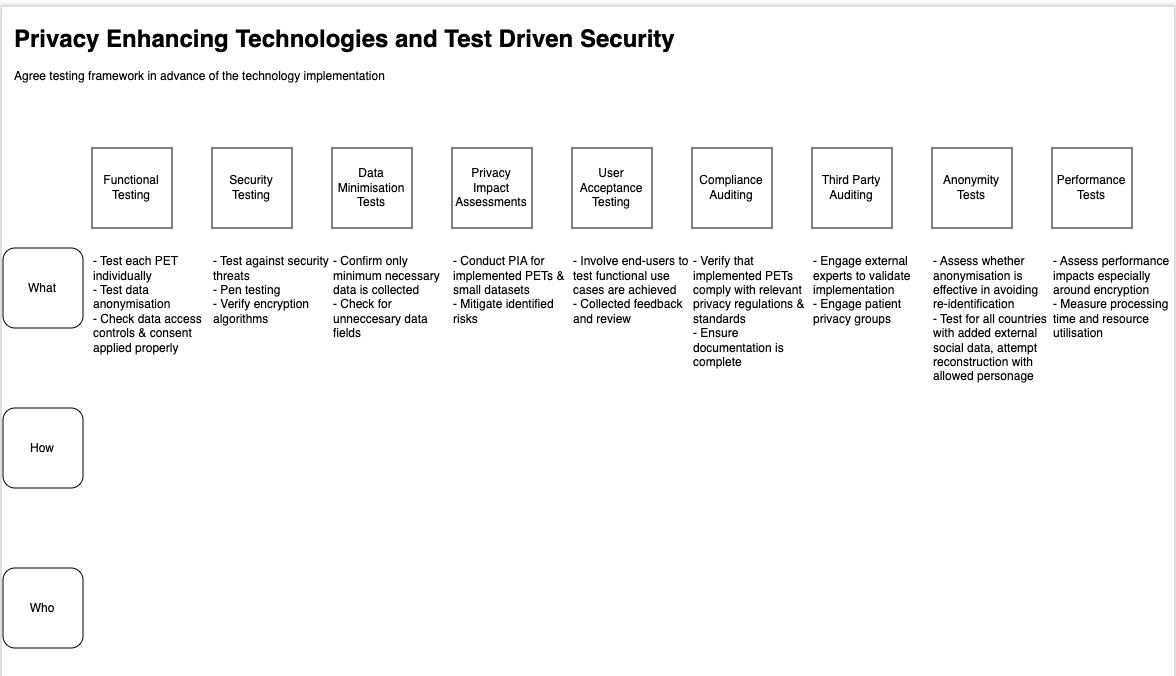 Privacy Enhancing Technologies and Test Driven Security
Agree testing framework in advance of the technology implementation
Functional
Testing
Security
Testing
Data
Minimisation
Tests
Privacy
Impact
Assessments
User
Acceptance
Testing
Compliance
Auditing
Third Party
Auditing
Anonymity
Tests
Performance
Tests
What
- Test each PET
individually
- Test data
anonymisation
- Check data access
controls & consent
applied properly
- Test against security
threats
- Pen testing
- Verify encryption
algorithms
- Confirm only
minimum necessary
data is collected
- Check for
unneccesary data
fields
- Conduct PIA for
implemented PETs &
small datasets
- Mitigate identified
risks
- Involve end-users to
test functional use
cases are achieved
- Collected feedback
and review
- Verify that
implemented PETs
comply with relevant
privacy regulations &
standards
- Ensure
documentation is
complete
- Engage external
experts to validate
implementation
- Engage patient
privacy groups
- Assess whether
anonymisation is
effective in avoiding
re-identification
- Test for all countries
with added external
social data, attempt
reconstruction with
allowed personage
- Assess performance
impacts especially
around encryption
- Measure processing
time and resource
utilisation
How
Who